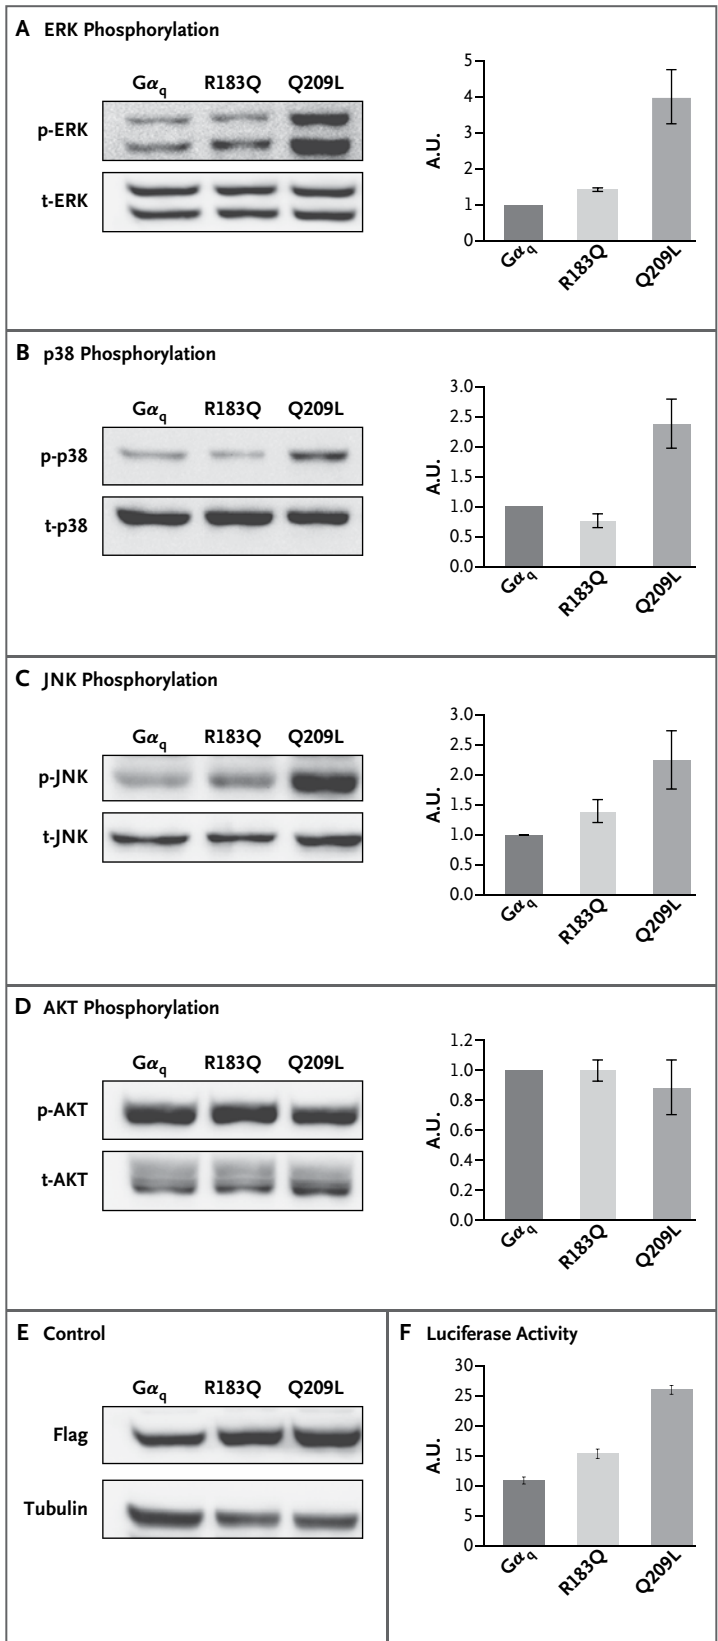 A ERK Phosphorylation
Gαq R183Q Q209L
p-ERK
t-ERK
5
4
3
2
1
0
A.U.
Gαq R183Q Q209L
B p38 Phosphorylation
Gαq R183Q Q209L
p-p38
t-p38
3.0
2.5
2.0
1.5
1.0
0.5
0.0
A.U.
Gαq R183Q Q209L
C JNK Phosphorylation
Gαq R183Q Q209L
p-JNK
t-JNK
3.0
2.5
2.0
1.5
1.0
0.5
0.0
A.U.
Gαq R183Q Q209L
D AKT Phosphorylation
Gαq R183Q Q209L
p-AKT
t-AKT
1.2
1.0
0.8
0.6
0.4
0.2
0.0
A.U.
Gαq R183Q Q209L
E Control
Gαq R183Q Q209L
Flag
Tubulin
F Luciferase Activity
30
25
20
15
10
5
0
A.U.
Gαq R183Q Q209L